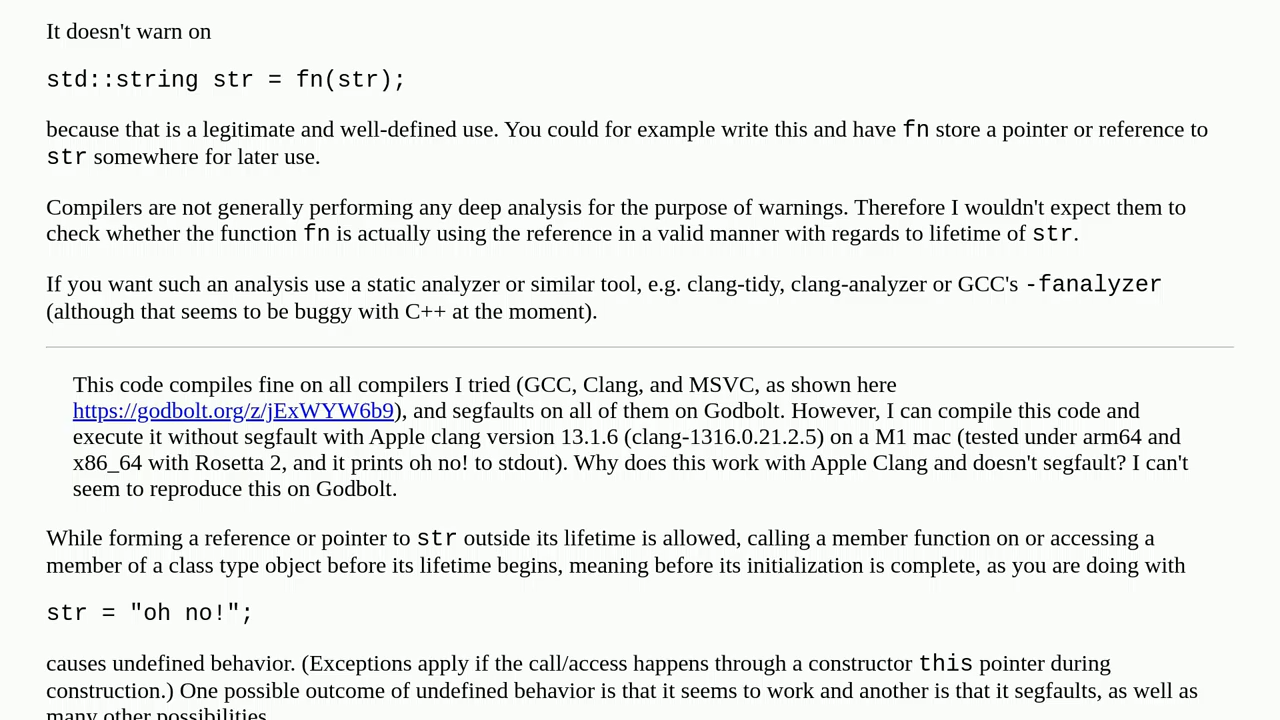 It doesn't warn on
std::string str = fn(str);
because that is a legitimate and well-defined use. You could for example write this and have fn store a pointer or reference to
str somewhere for later use.
Compilers are not generally performing any deep analysis for the purpose of warnings. Therefore I wouldn't expect them to
check whether the function fn is actually using the reference in a valid manner with regards to lifetime of str.
If you want such an analysis use a static analyzer or similar tool, e.g. clang-tidy, clang-analyzer or GCC's -fanalyzer
(although that seems to be buggy with C++ at the moment).
This code compiles fine on all compilers I tried (GCC, Clang, and MSVC, as shown here
https://godbolt.org/z/jExWYW6b9), and segfaults on all of them on Godbolt. However, I can compile this code and
execute it without segfault with Apple clang version 13.1.6 (clang-1316.0.21.2.5) on a M1 mac (tested under arm64 and
x86_64 with Rosetta 2, and it prints oh no! to stdout). Why does this work with Apple Clang and doesn't segfault? I can't
seem to reproduce this on Godbolt.
While forming a reference or pointer to str outside its lifetime is allowed, calling a member function on or accessing a
member of a class type object before its lifetime begins, meaning before its initialization is complete, as you are doing with
str = "oh no!";
causes undefined behavior. (Exceptions apply if the call/access happens through a constructor this pointer during
construction.) One possible outcome of undefined behavior is that it seems to work and another is that it segfaults, as well as
many other possibilities.